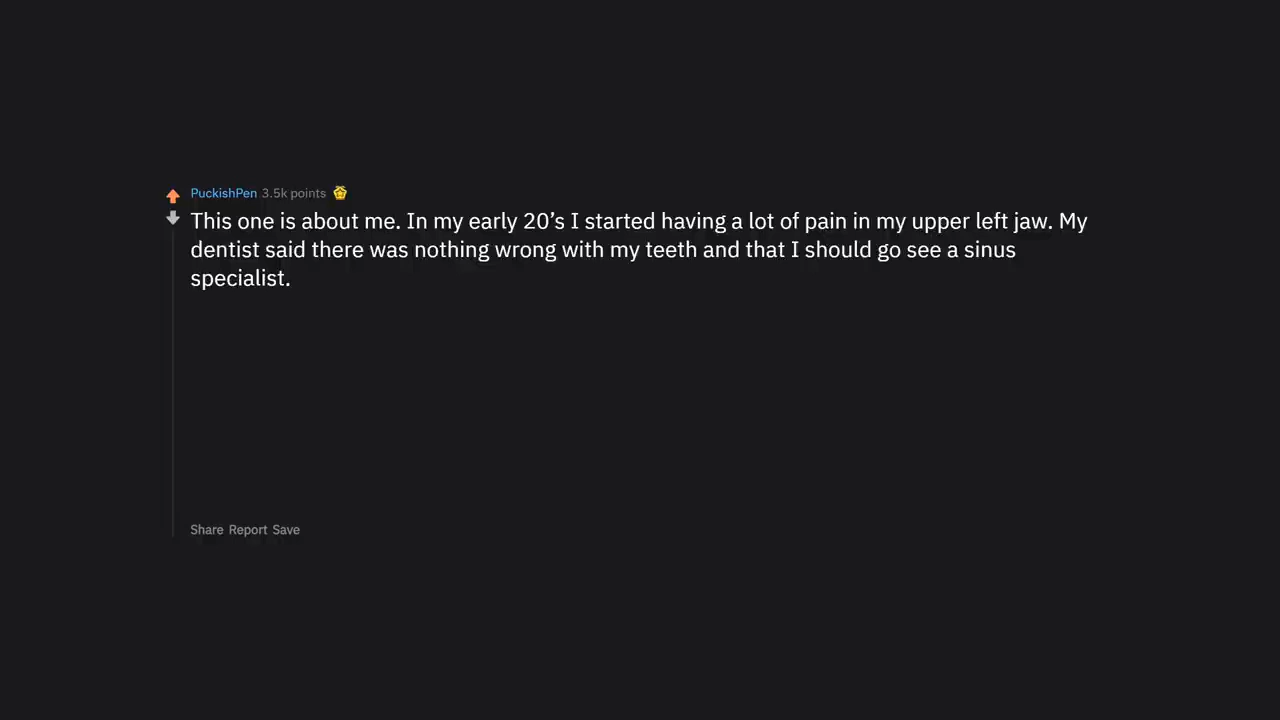 PuckishPen 3.5k points
This one is about me. In my early 20’s I started having a lot of pain in my upper left jaw. My
dentist said there was nothing wrong with my teeth and that I should go see a sinus
specialist.
Share Report Save